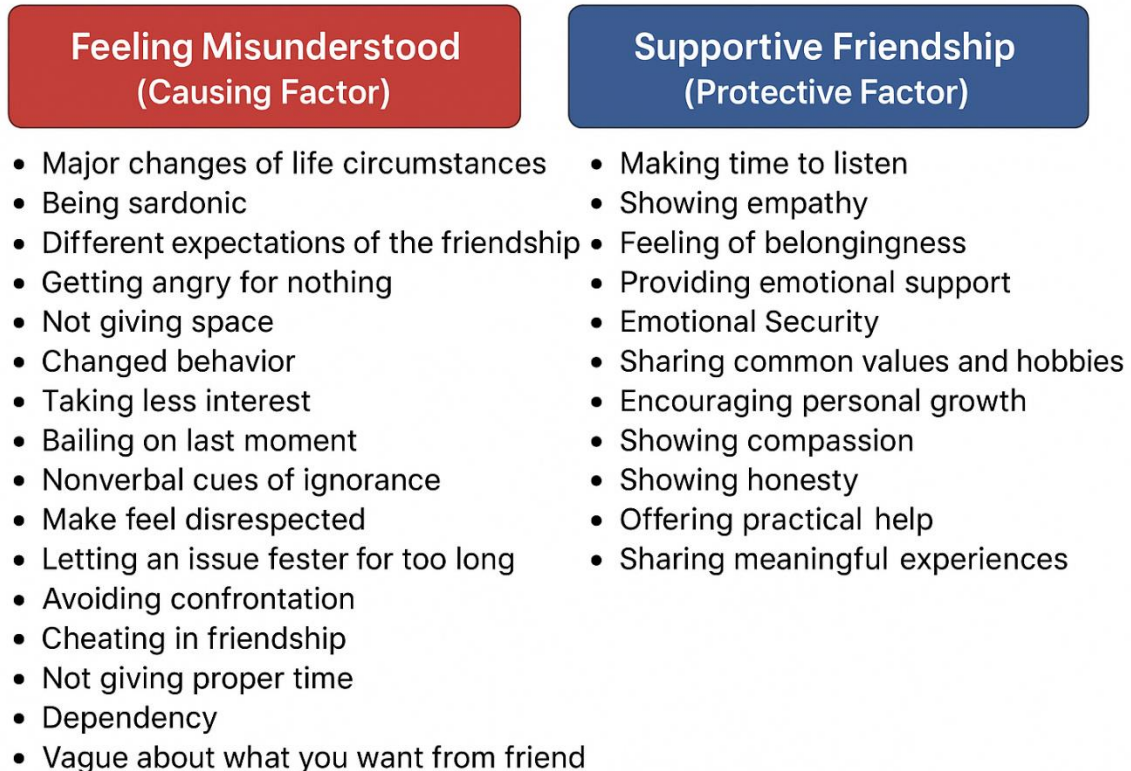 Feeling Misunderstood
(Causing Factor)
• Major changes of life circumstances
• Being sardonic
• Different expectations of the friendship
• Getting angry for nothing
• Not giving space
• Changed behavior
• Taking less interest
• Bailing on last moment
• Nonverbal cues of ignorance
• Make feel disrespected
• Letting an issue fester for too long
• Avoiding confrontation
• Cheating in friendship
• Not giving proper time
• Dependency
• Vague about what you want from friend
Supportive Friendship
(Protective Factor)
• Making time to listen
• Showing empathy
• Feeling of belongingness
• Providing emotional support
• Emotional Security
• Sharing common values and hobbies
• Encouraging personal growth
• Showing compassion
• Showing honesty
• Offering practical help
• Sharing meaningful experiences